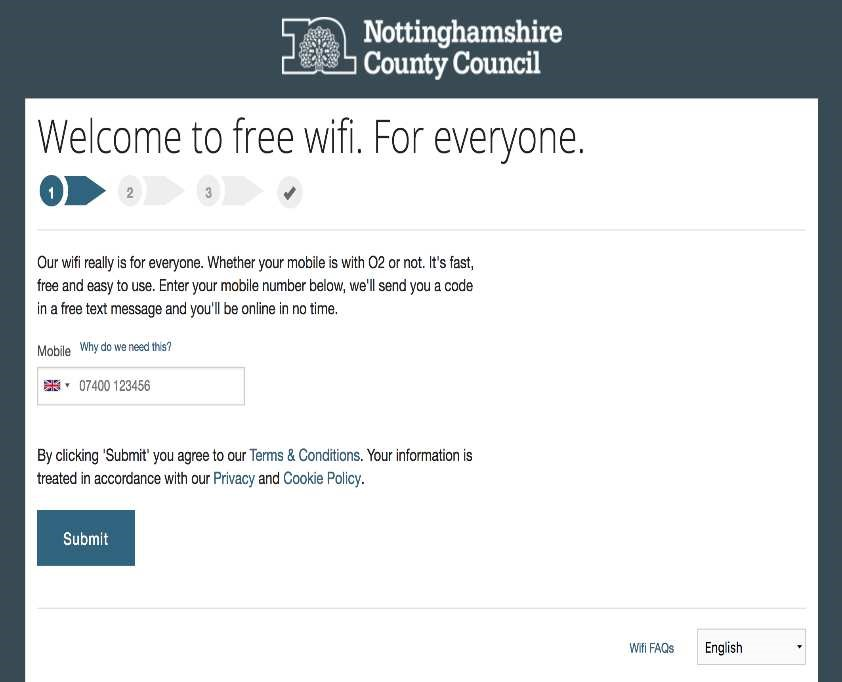 Nottinghamshire
County Council
Welcome to free wifi. For everyone.
1 2 3
Our wifi really is for everyone. Whether your mobile is with O2 or not. It's fast,
free and easy to use. Enter your mobile number below, we'll send you a code
in a free text message and you'll be online in no time.
Mobile Why do we need this?
07400 123456
By clicking 'Submit' you agree to our Terms & Conditions. Your information is
treated in accordance with our Privacy and Cookie Policy.
Submit
Wifi FAQs English